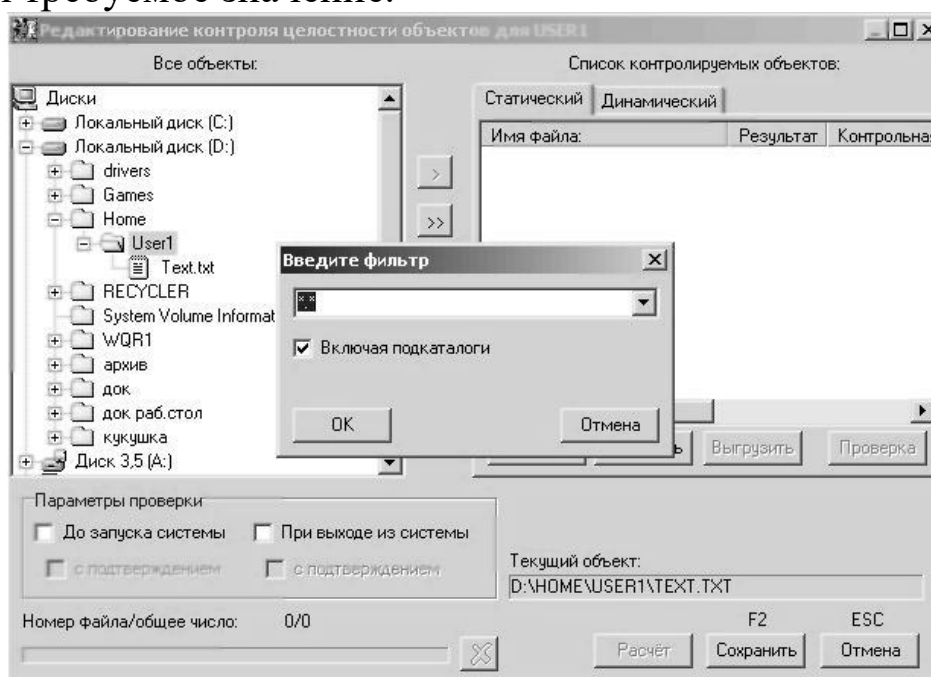 требуемое значение.
Редактирование контроля целостности объектов для USER1
Все объекты:
Список контролируемых объектов:
Диски
Локальный диск (C:)
Локальный диск (D:)
drivers
Games
Home
User1
Text.txt
RECYCLER
System Volume Informat
WQR1
архив
док
док раб.стол
кукушка
Диск 3,5 (A:)
>
>>
Статический Динамический
Имя файла: Результат Контрольная
Введите фильтр
*.*
Включая подкаталоги
OK Отмена
ь Выгрузить Проверка
Параметры проверки
До запуска системы При выходе из системы
с подтверждением с подтверждением
Текущий объект:
D:\HOME\USER1\TEXT.TXT
Номер файла/общее число: 0/0
F2 ESC
Расчёт Сохранить Отмена